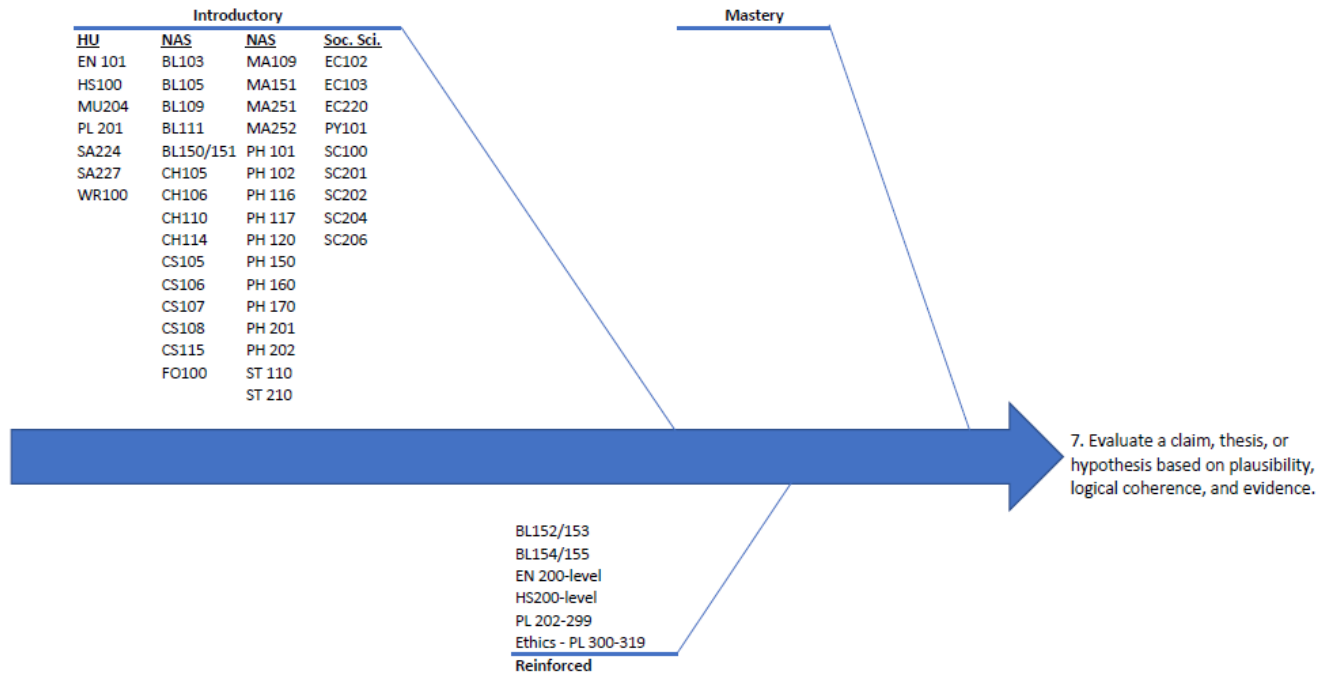 Introductory
Mastery
HU NAS NAS Soc. Sci.
EN 101 BL103 MA109 EC102
HS100 BL105 MA151 EC103
MU204 BL109 MA251 EC220
PL 201 BL111 MA252 PY101
SA224 BL150/151 PH 101 SC100
SA227 CH105 PH 102 SC201
WR100 CH106 PH 116 SC202
CH110 PH 117 SC204
CH114 PH 120 SC206
CS105 PH 150
CS106 PH 160
CS107 PH 170
CS108 PH 201
CS115 PH 202
FO100 ST 110
ST 210
7. Evaluate a claim, thesis, or
hypothesis based on plausibility,
logical coherence, and evidence.
BL152/153
BL154/155
EN 200-level
HS200-level
PL 202-299
Ethics - PL 300-319
Reinforced